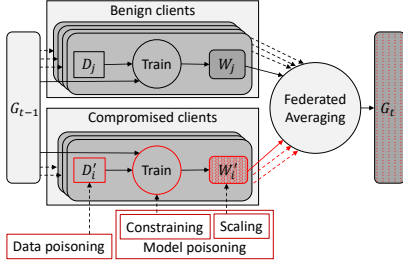 Benign clients
D_j
Train
W_j
G_{t-1}
Federated
Averaging
G_t
Compromised clients
D'_i
Train
W'_i
Constraining
Scaling
Data poisoning
Model poisoning